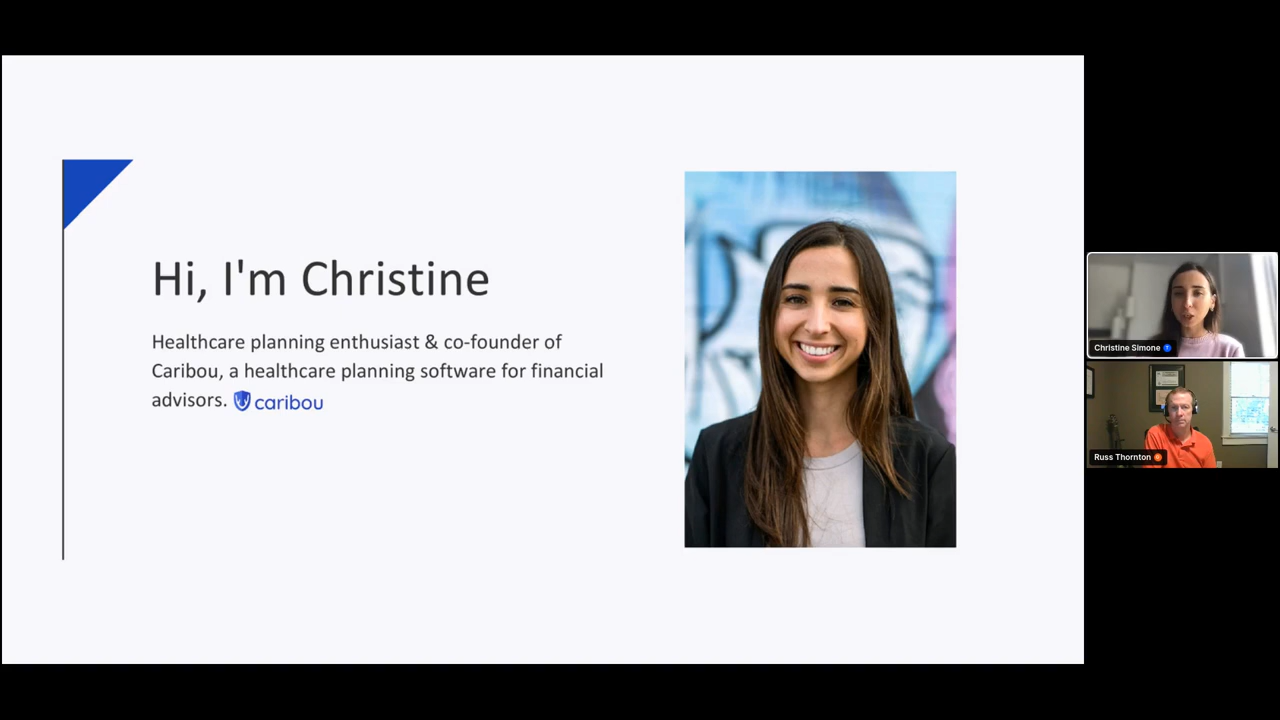 Hi, I'm Christine
Healthcare planning enthusiast & co-founder of
Caribou, a healthcare planning software for financial
advisors. caribou
Christine Simone
Russ Thornton